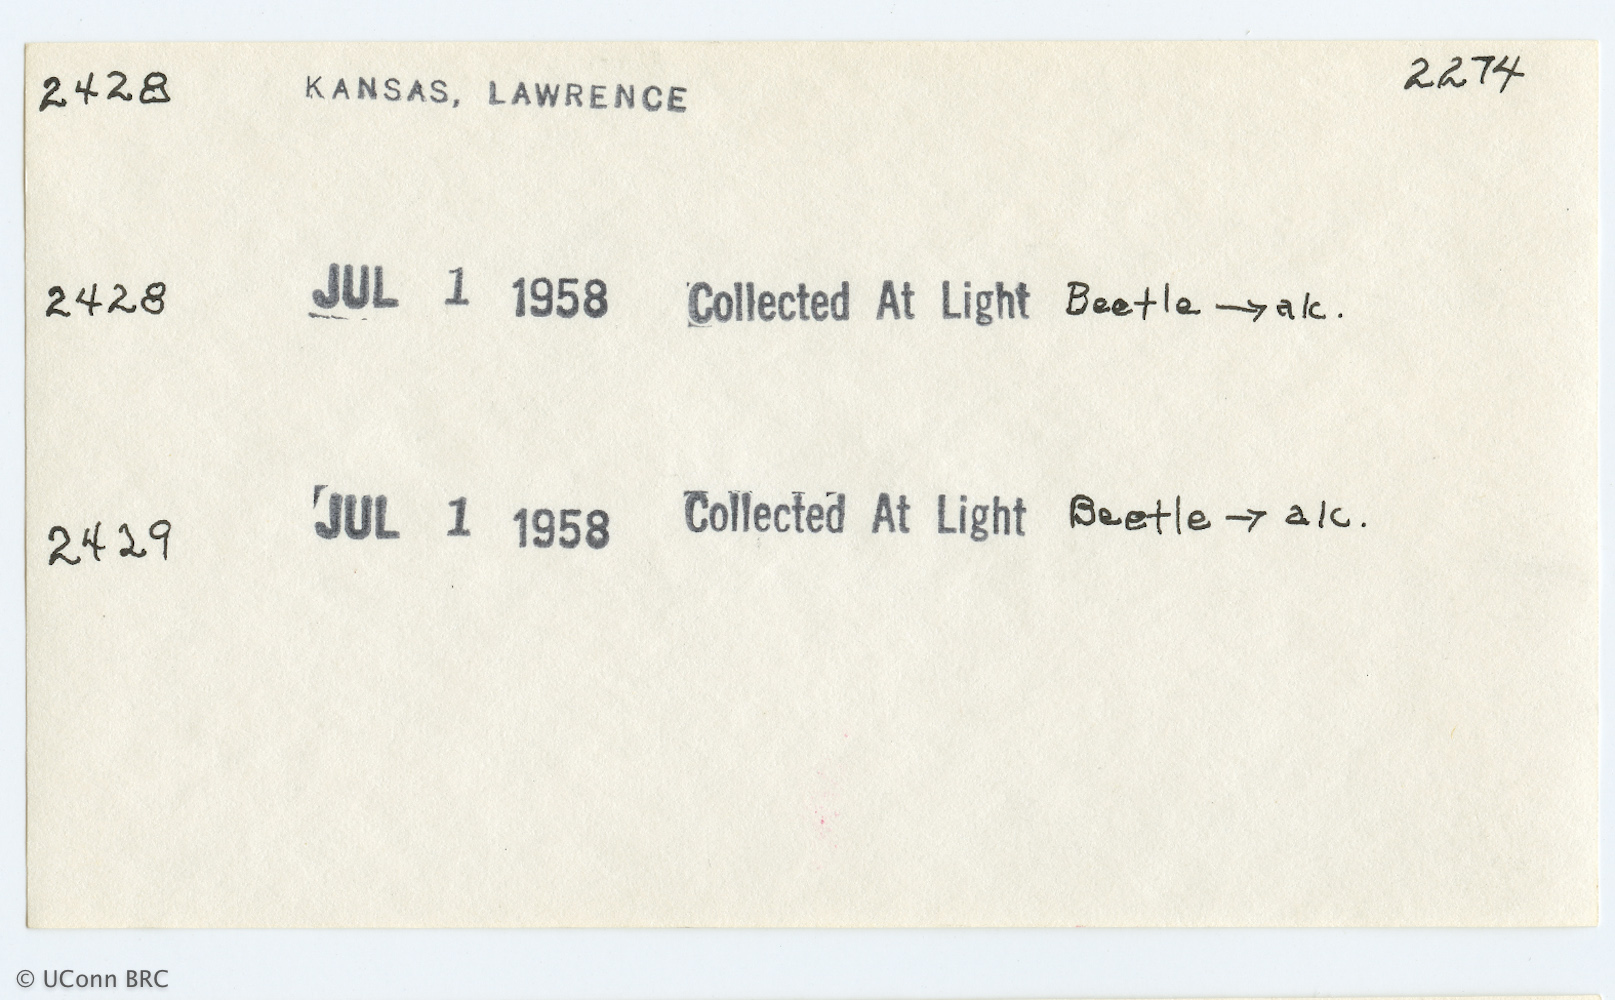 2428 KANSAS, LAWRENCE 2274
2428 JUL 1 1958 Collected At Light Beetle → alc.
2429 JUL 1 1958 Collected At Light Beetle → alc.
© UConn BRC